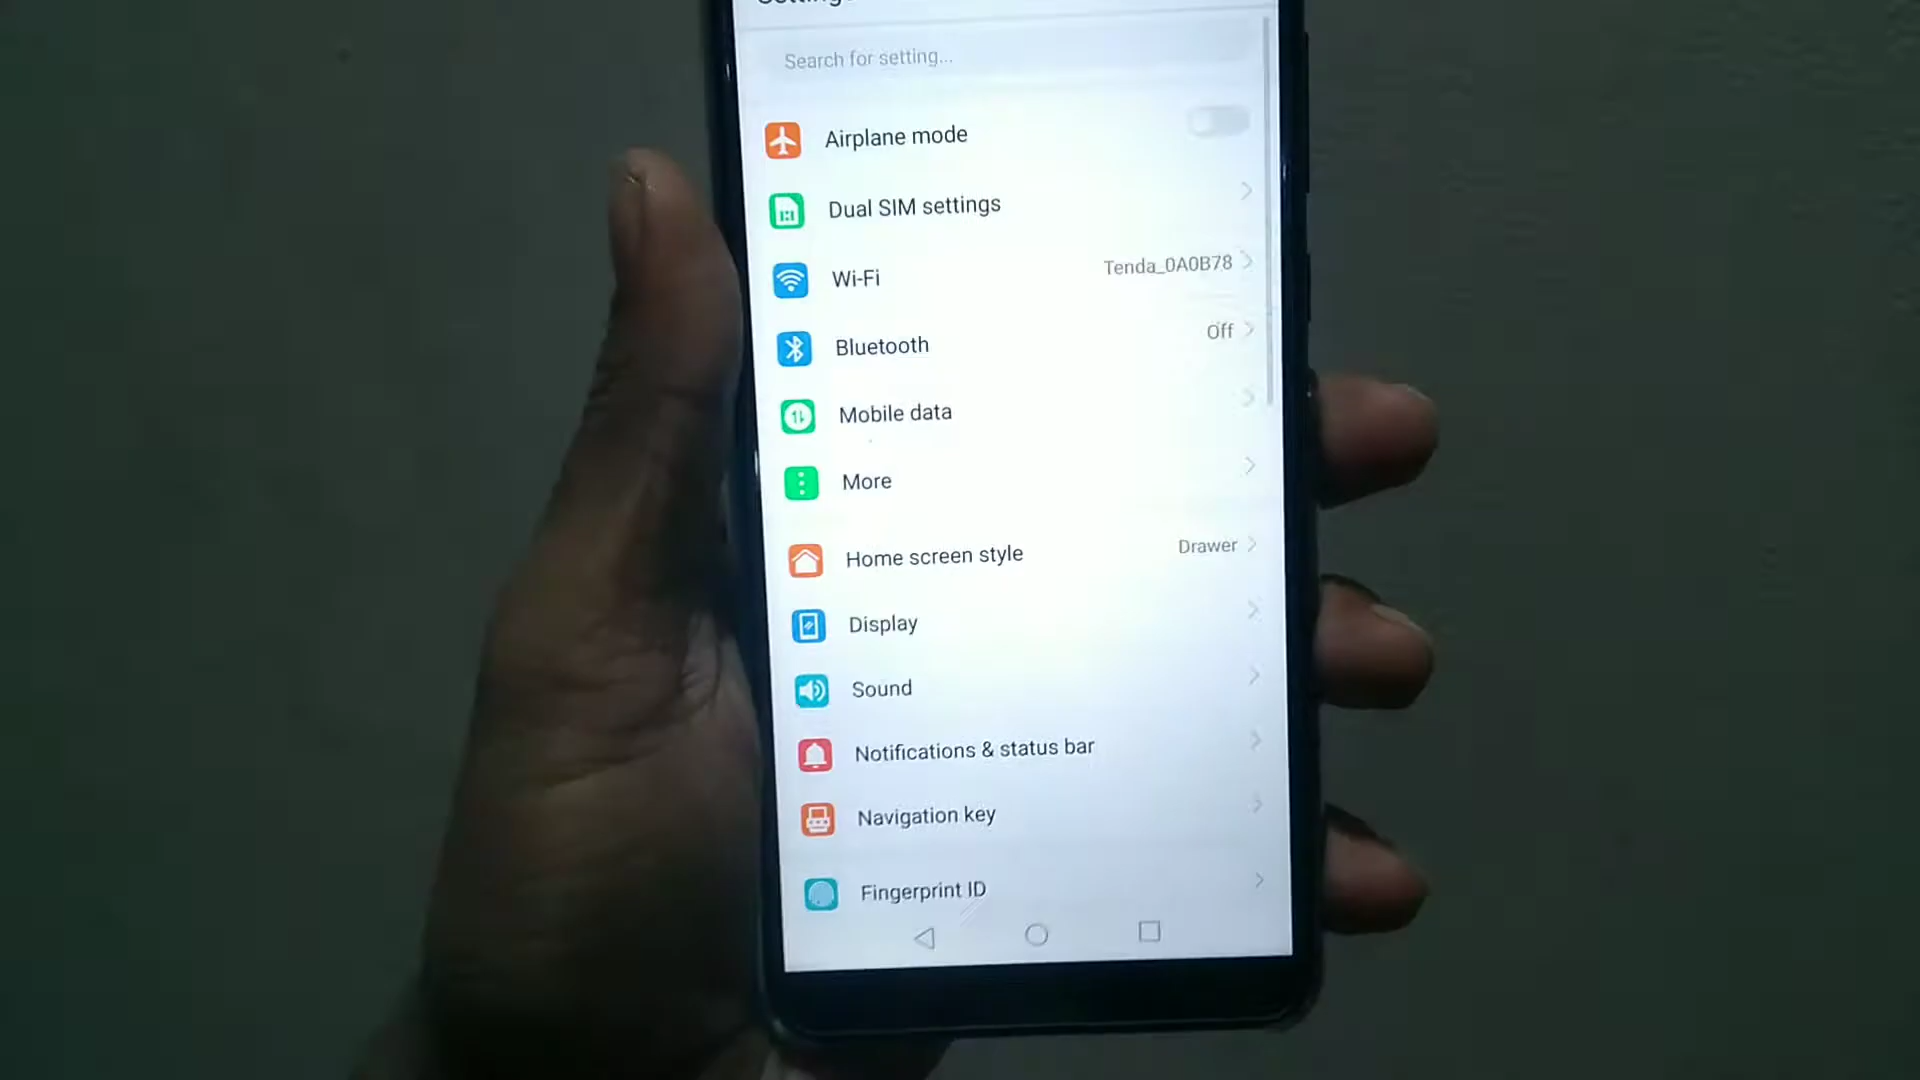 Settings
Search for setting...
Airplane mode
Dual SIM settings
Wi-Fi Tenda_0A0B78
Bluetooth Off
Mobile data
More
Home screen style Drawer
Display
Sound
Notifications & status bar
Navigation key
Fingerprint ID